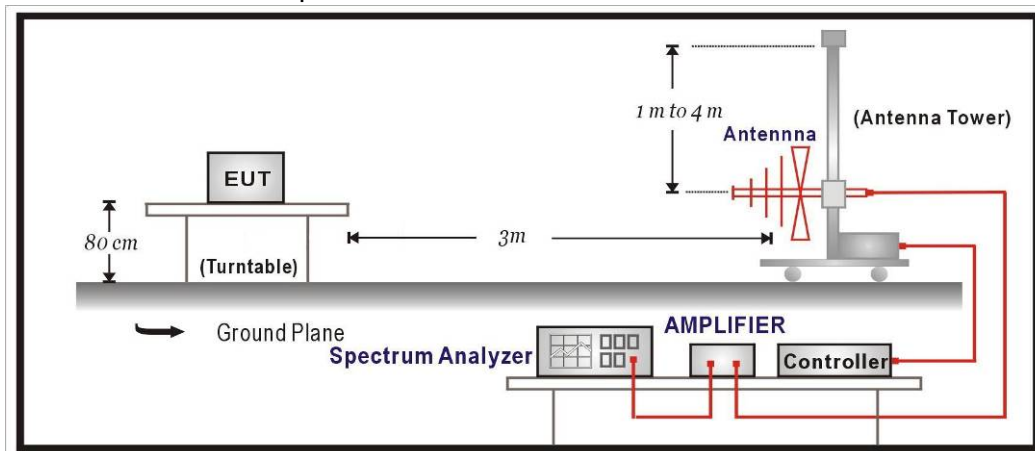 1 m to 4 m
(Antenna Tower)
Antennna
EUT
80 cm
3m
(Turntable)
Ground Plane
AMPLIFIER
Spectrum Analyzer
Controller